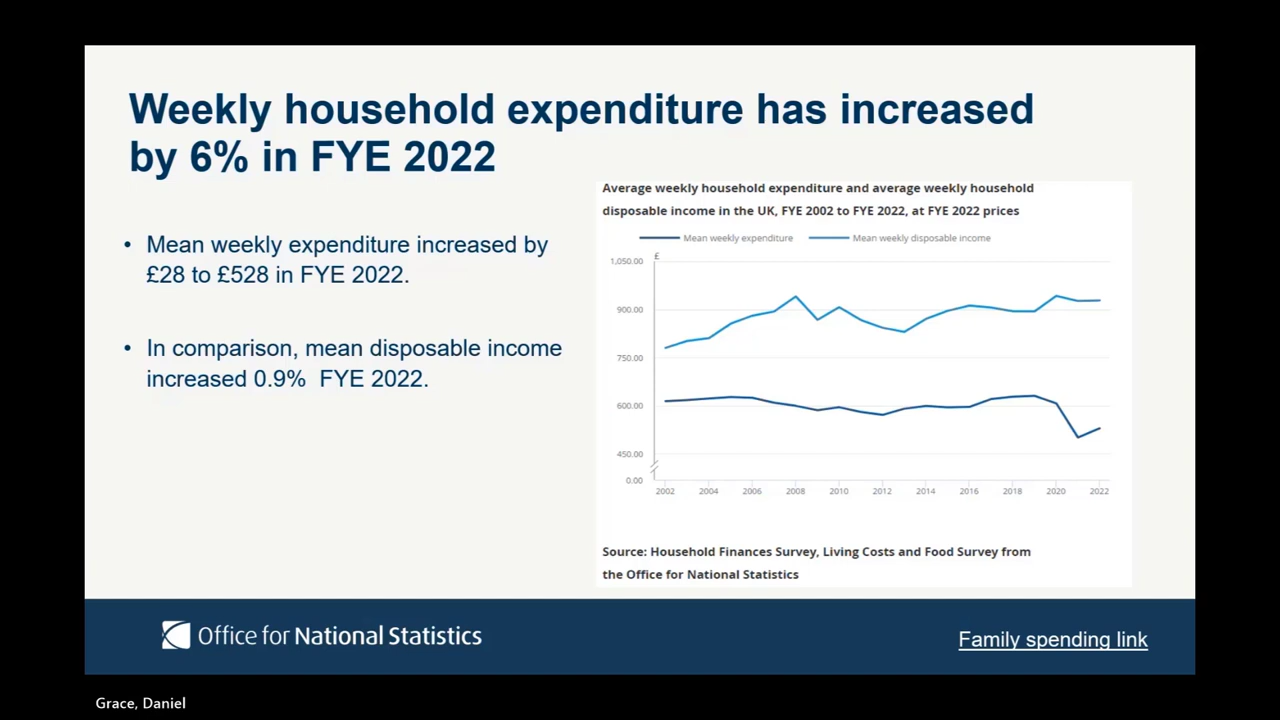 Weekly household expenditure has increased
by 6% in FYE 2022
• Mean weekly expenditure increased by
£28 to £528 in FYE 2022.
• In comparison, mean disposable income
increased 0.9%  FYE 2022.
Average weekly household expenditure and average weekly household
disposable income in the UK, FYE 2002 to FYE 2022, at FYE 2022 prices
Mean weekly expenditure Mean weekly disposable income
£
1,050.00
900.00
750.00
600.00
450.00
0.00
2002 2004 2006 2008 2010 2012 2014 2016 2018 2020 2022
Source: Household Finances Survey, Living Costs and Food Survey from
the Office for National Statistics
Office for National Statistics
Family spending link
Grace, Daniel